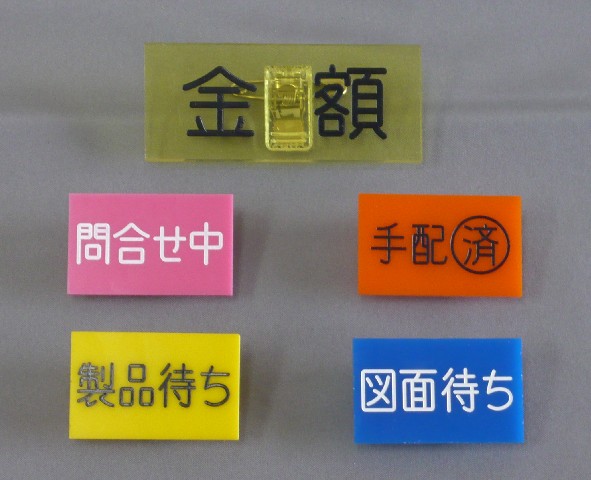 金額
問合せ中
手配済
製品待ち
図面待ち